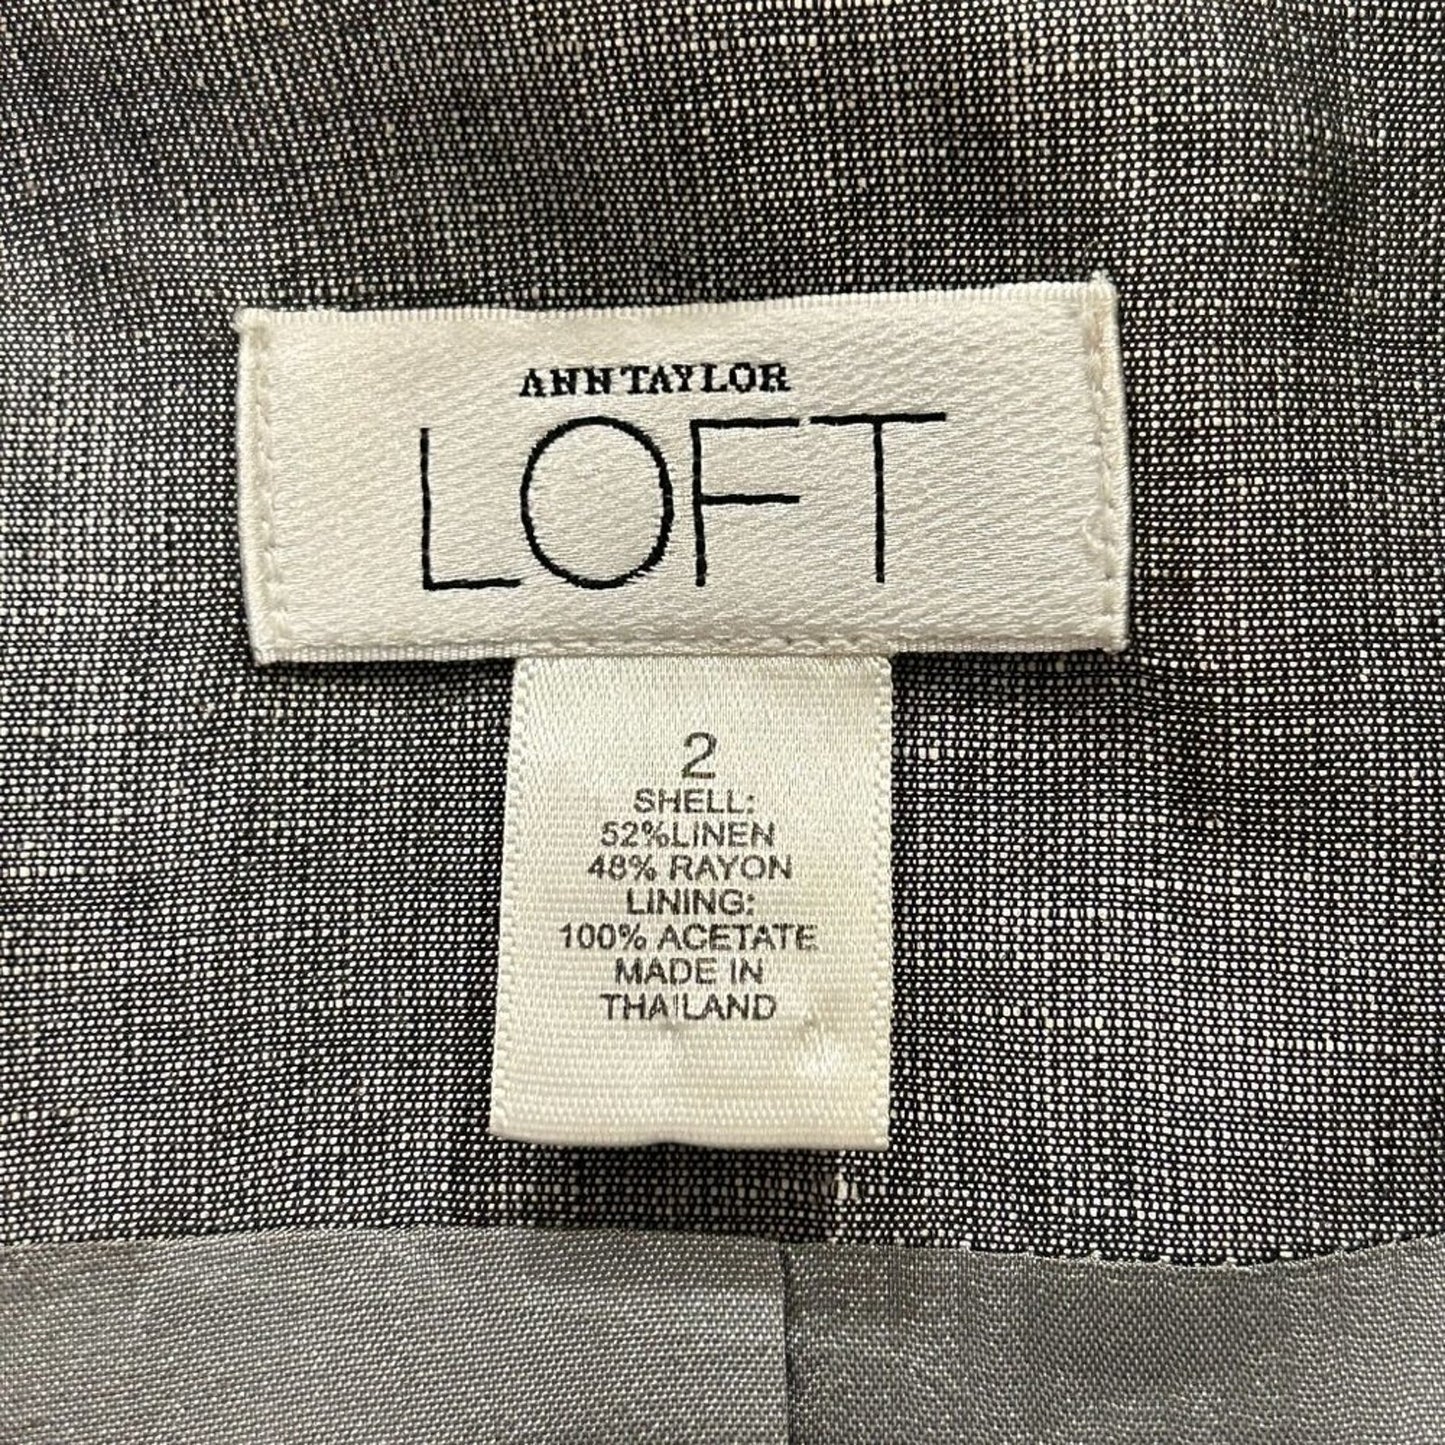 ANN TAYLOR
LOFT
2
SHELL:
52%LINEN
48% RAYON
LINING:
100% ACETATE
MADE IN
THAILAND